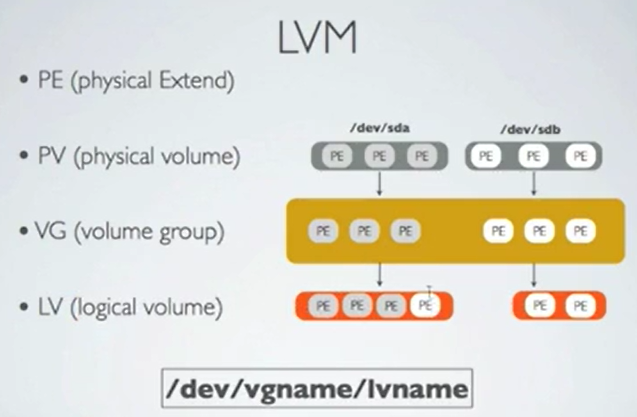 LVM
• PE (physical Extend)
/dev/sda /dev/sdb
• PV (physical volume) PE PE PE PE PE PE
• VG (volume group) PE PE PE PE PE PE
• LV (logical volume) PE PE PE PE PE PE
/dev/vgname/lvname